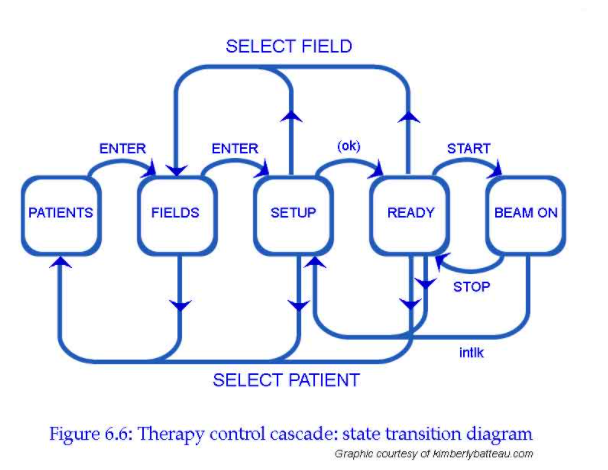 SELECT FIELD
ENTER ENTER (ok) START
PATIENTS FIELDS SETUP READY BEAM ON
STOP
intlk
SELECT PATIENT
Figure 6.6: Therapy control cascade: state transition diagram
Graphic courtesy of kimberlybatteau.com